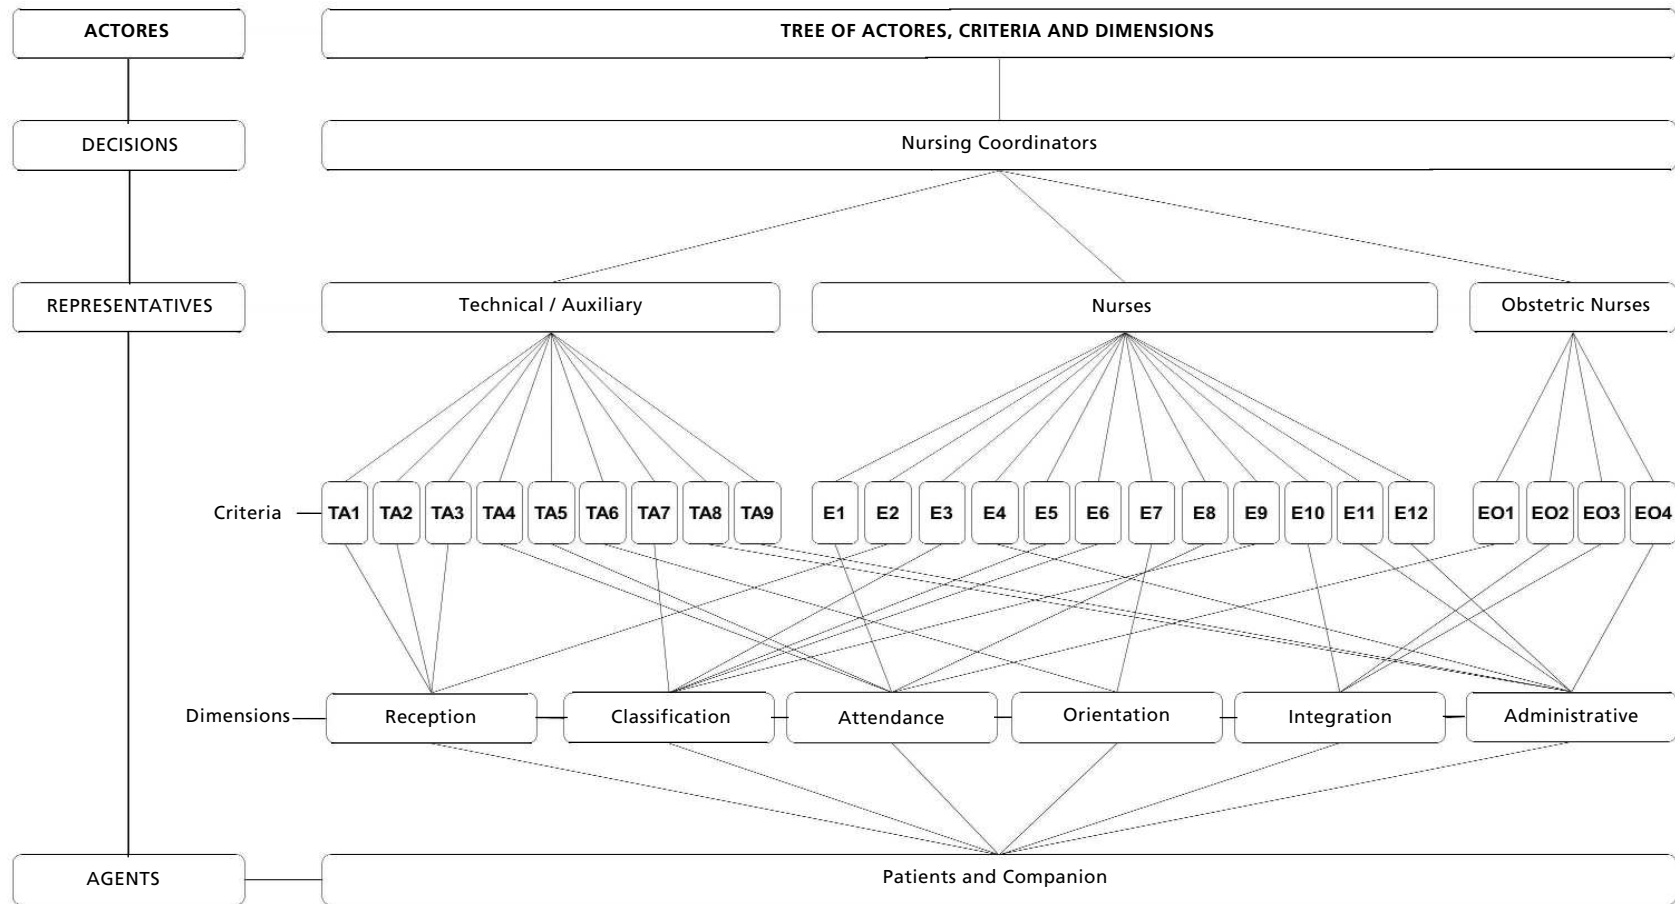 ACTORES
TREE OF ACTORES, CRITERIA AND DIMENSIONS
DECISIONS
Nursing Coordinators
REPRESENTATIVES
Technical / Auxiliary
Nurses
Obstetric Nurses
Criteria
TA1
TA2
TA3
TA4
TA5
TA6
TA7
TA8
TA9
E1
E2
E3
E4
E5
E6
E7
E8
E9
E10
E11
E12
EO1
EO2
EO3
EO4
Dimensions
Reception
Classification
Attendance
Orientation
Integration
Administrative
AGENTS
Patients and Companion